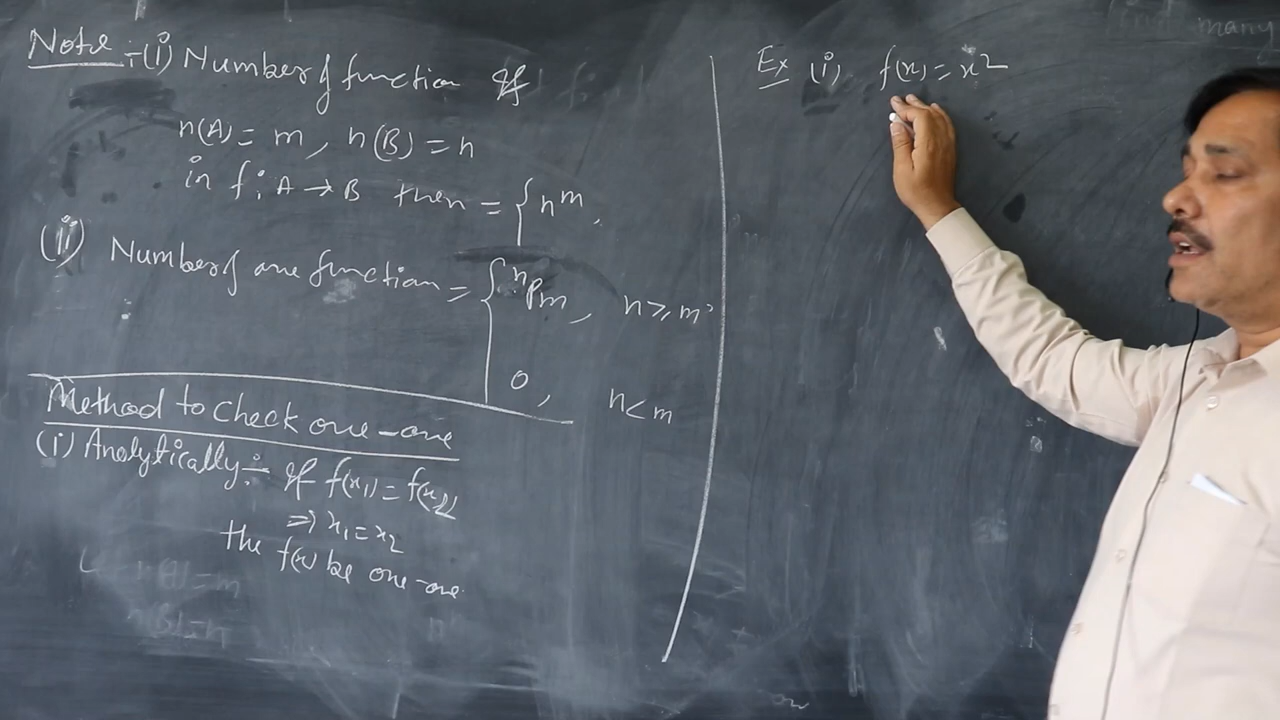 Note :- (i) Number of function if
n(A) = m, n(B) = n
in f: A → B then = { n^m,
(ii) Number of one function = { ⁿPm, n ≥ m
0, n < m
Method to check one-one
(i) Analytically :- If f(x₁) = f(x₂)
⇒ x₁ = x₂
the f(x) be one-one
Ex (i) f(x) = x²
many